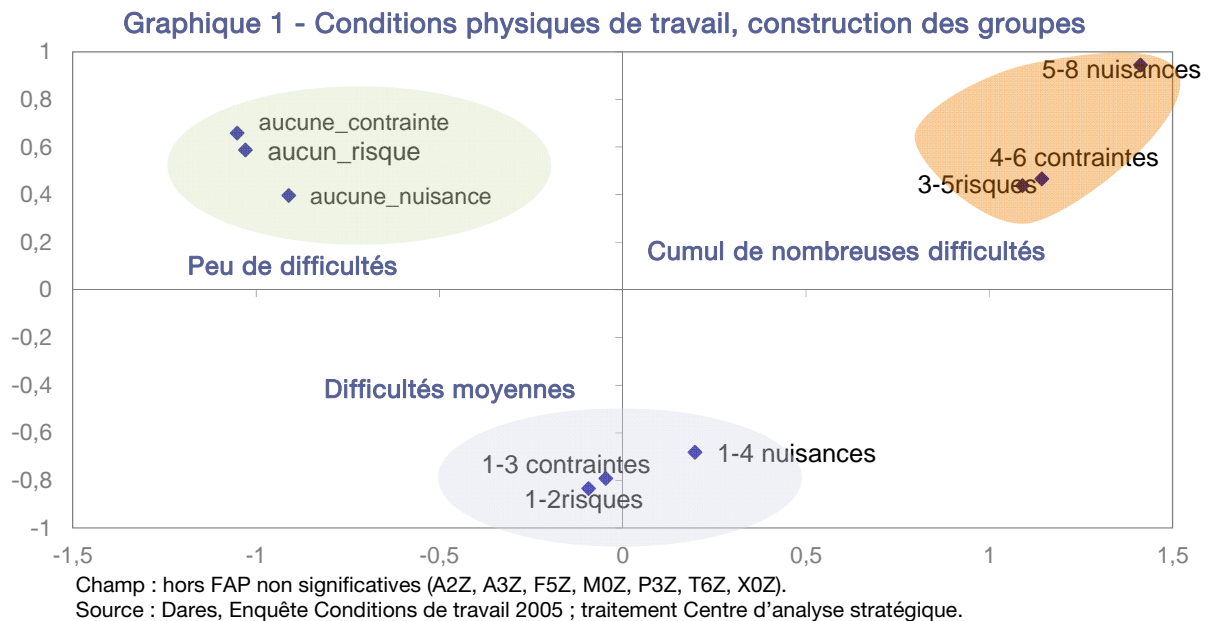 Graphique 1 - Conditions physiques de travail, construction des groupes
1
0,8
0,6
0,4
0,2
0
-0,2
-0,4
-0,6
-0,8
-1
5-8 nuisances
aucune_contrainte
aucun_risque
4-6 contraintes
3-5risques
aucune_nuisance
Cumul de nombreuses difficultés
Peu de difficultés
Difficultés moyennes
1-4 nuisances
1-3 contraintes
1-2risques
-1,5 -1 -0,5 0 0,5 1 1,5
Champ : hors FAP non significatives (A2Z, A3Z, F5Z, M0Z, P3Z, T6Z, X0Z).
Source : Dares, Enquête Conditions de travail 2005 ; traitement Centre d'analyse stratégique.